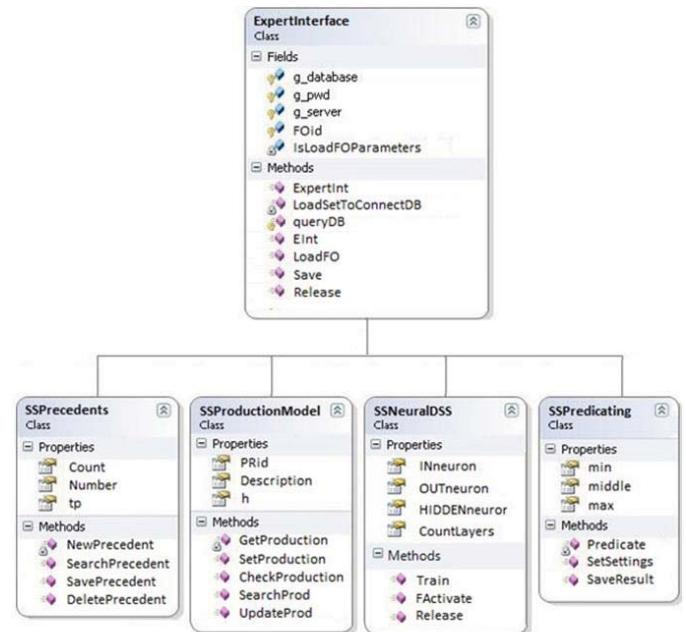 ExpertInterface
Class
Fields
g_database
g_pwd
g_server
FOid
IsLoadFOParameters
Methods
ExpertInt
LoadSetToConnectDB
queryDB
EInt
LoadFO
Save
Release
SSPrecedents
Class
Properties
Count
Number
tp
Methods
NewPrecedent
SearchPrecedent
SavePrecedent
DeletePrecedent
SSProductionModel
Class
Properties
PRid
Description
h
Methods
GetProduction
SetProduction
CheckProduction
SearchProd
UpdateProd
SSNeuralDSS
Class
Properties
INneuron
OUTneuron
HIDDENneuror
CountLayers
Methods
Train
FActivate
Release
SSPredicating
Class
Properties
min
middle
max
Methods
Predicate
SetSettings
SaveResult